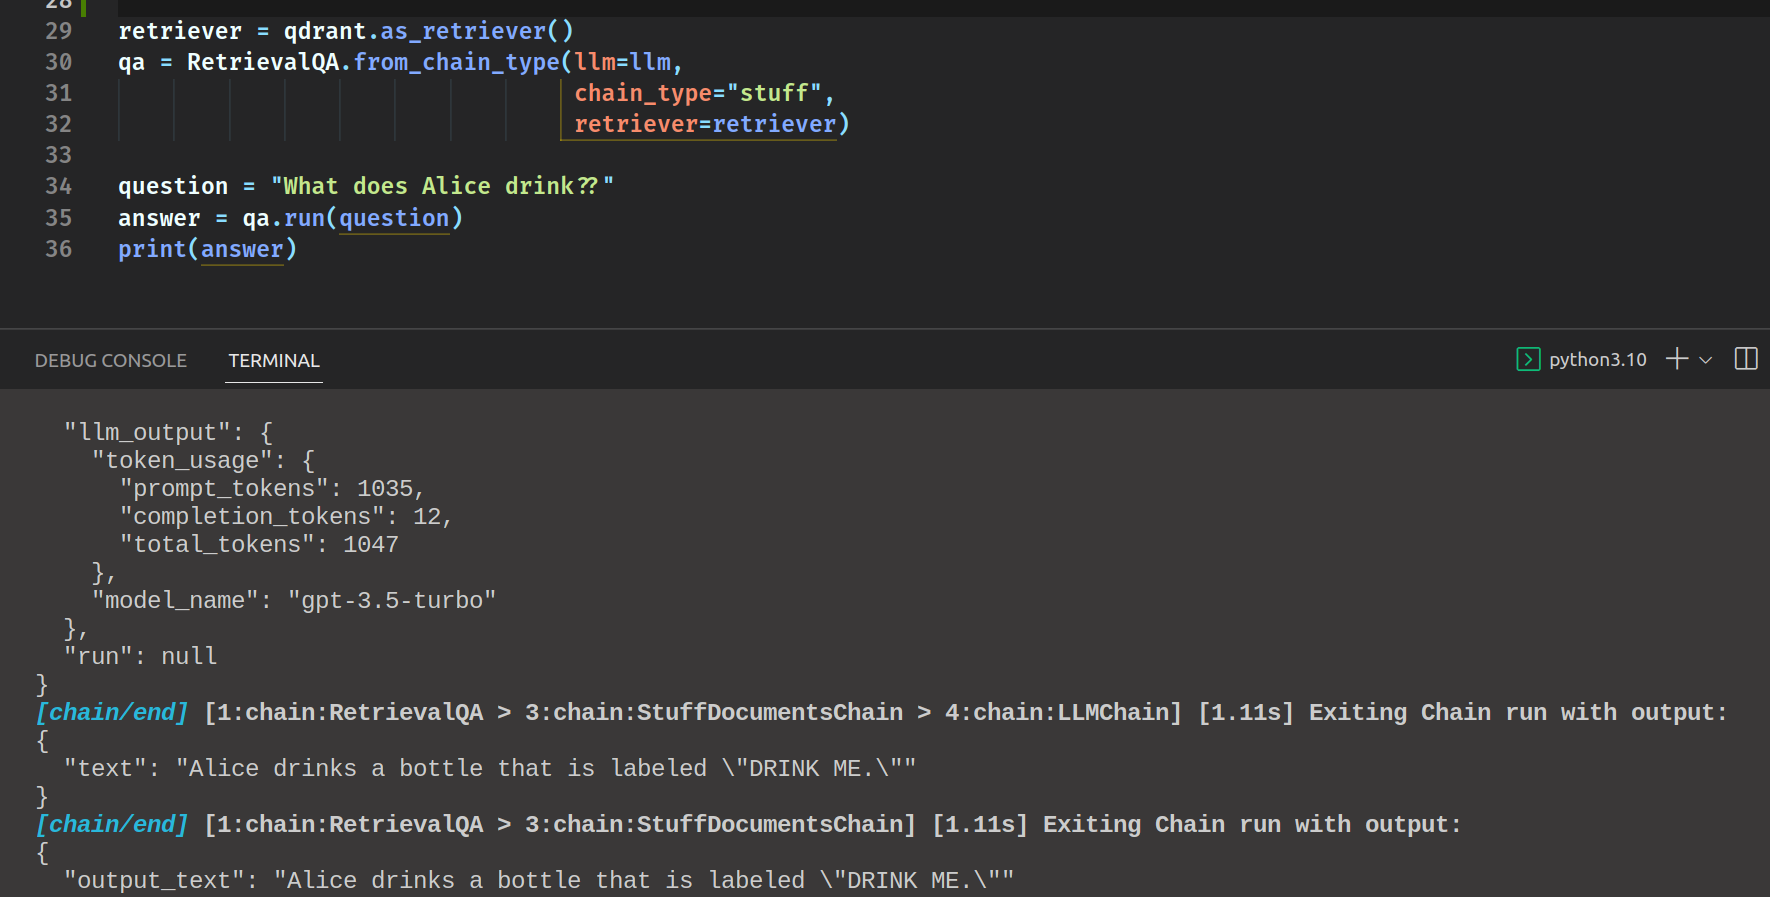 28
29 retriever = qdrant.as_retriever()
30 qa = RetrievalQA.from_chain_type(llm=llm,
31 chain_type="stuff",
32 retriever=retriever)
33
34 question = "What does Alice drink??"
35 answer = qa.run(question)
36 print(answer)
DEBUG CONSOLE TERMINAL python3.10
"llm_output": {
"token_usage": {
"prompt_tokens": 1035,
"completion_tokens": 12,
"total_tokens": 1047
},
"model_name": "gpt-3.5-turbo"
},
"run": null
}
[chain/end] [1:chain:RetrievalQA > 3:chain:StuffDocumentsChain > 4:chain:LLMChain] [1.11s] Exiting Chain run with output:
{
"text": "Alice drinks a bottle that is labeled \"DRINK ME.\""
}
[chain/end] [1:chain:RetrievalQA > 3:chain:StuffDocumentsChain] [1.11s] Exiting Chain run with output:
{
"output_text": "Alice drinks a bottle that is labeled \"DRINK ME.\""